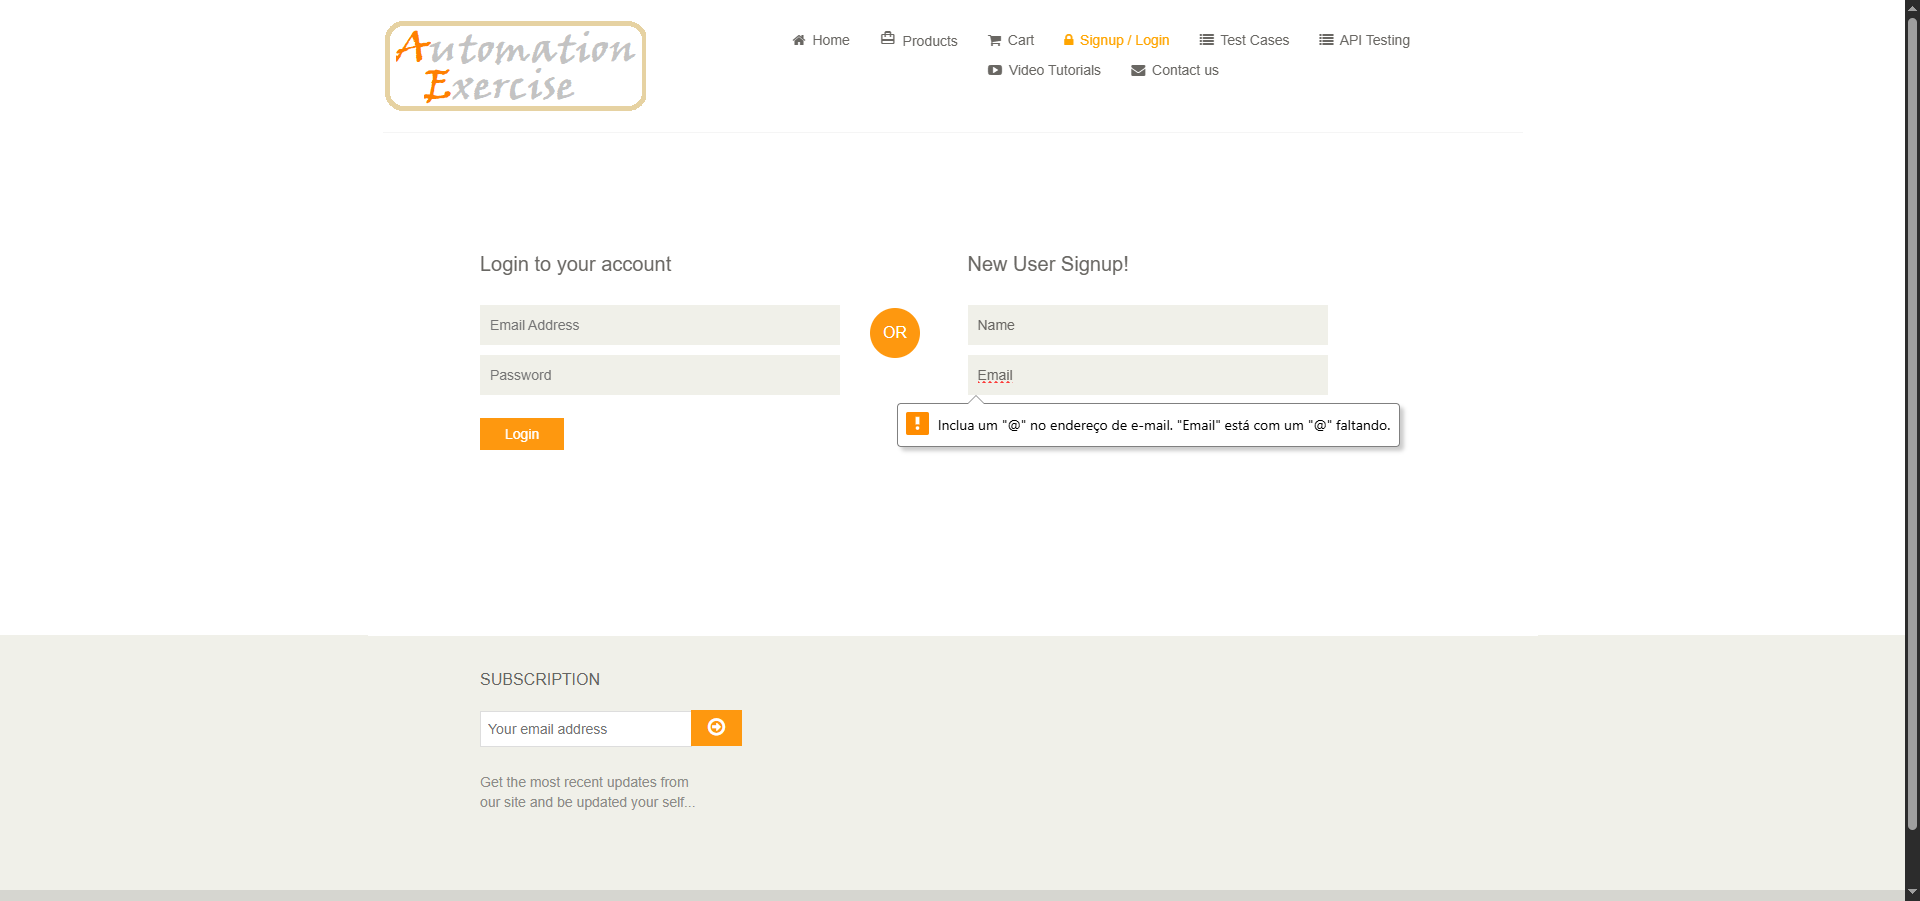 Automation
Exercise
Home
Products
Cart
Signup / Login
Test Cases
API Testing
Video Tutorials
Contact us
Login to your account
Email Address
Password
Login
OR
New User Signup!
Name
Email
Inclua um "@" no endereço de e-mail. "Email" está com um "@" faltando.
SUBSCRIPTION
Your email address
Get the most recent updates from
our site and be updated your self...